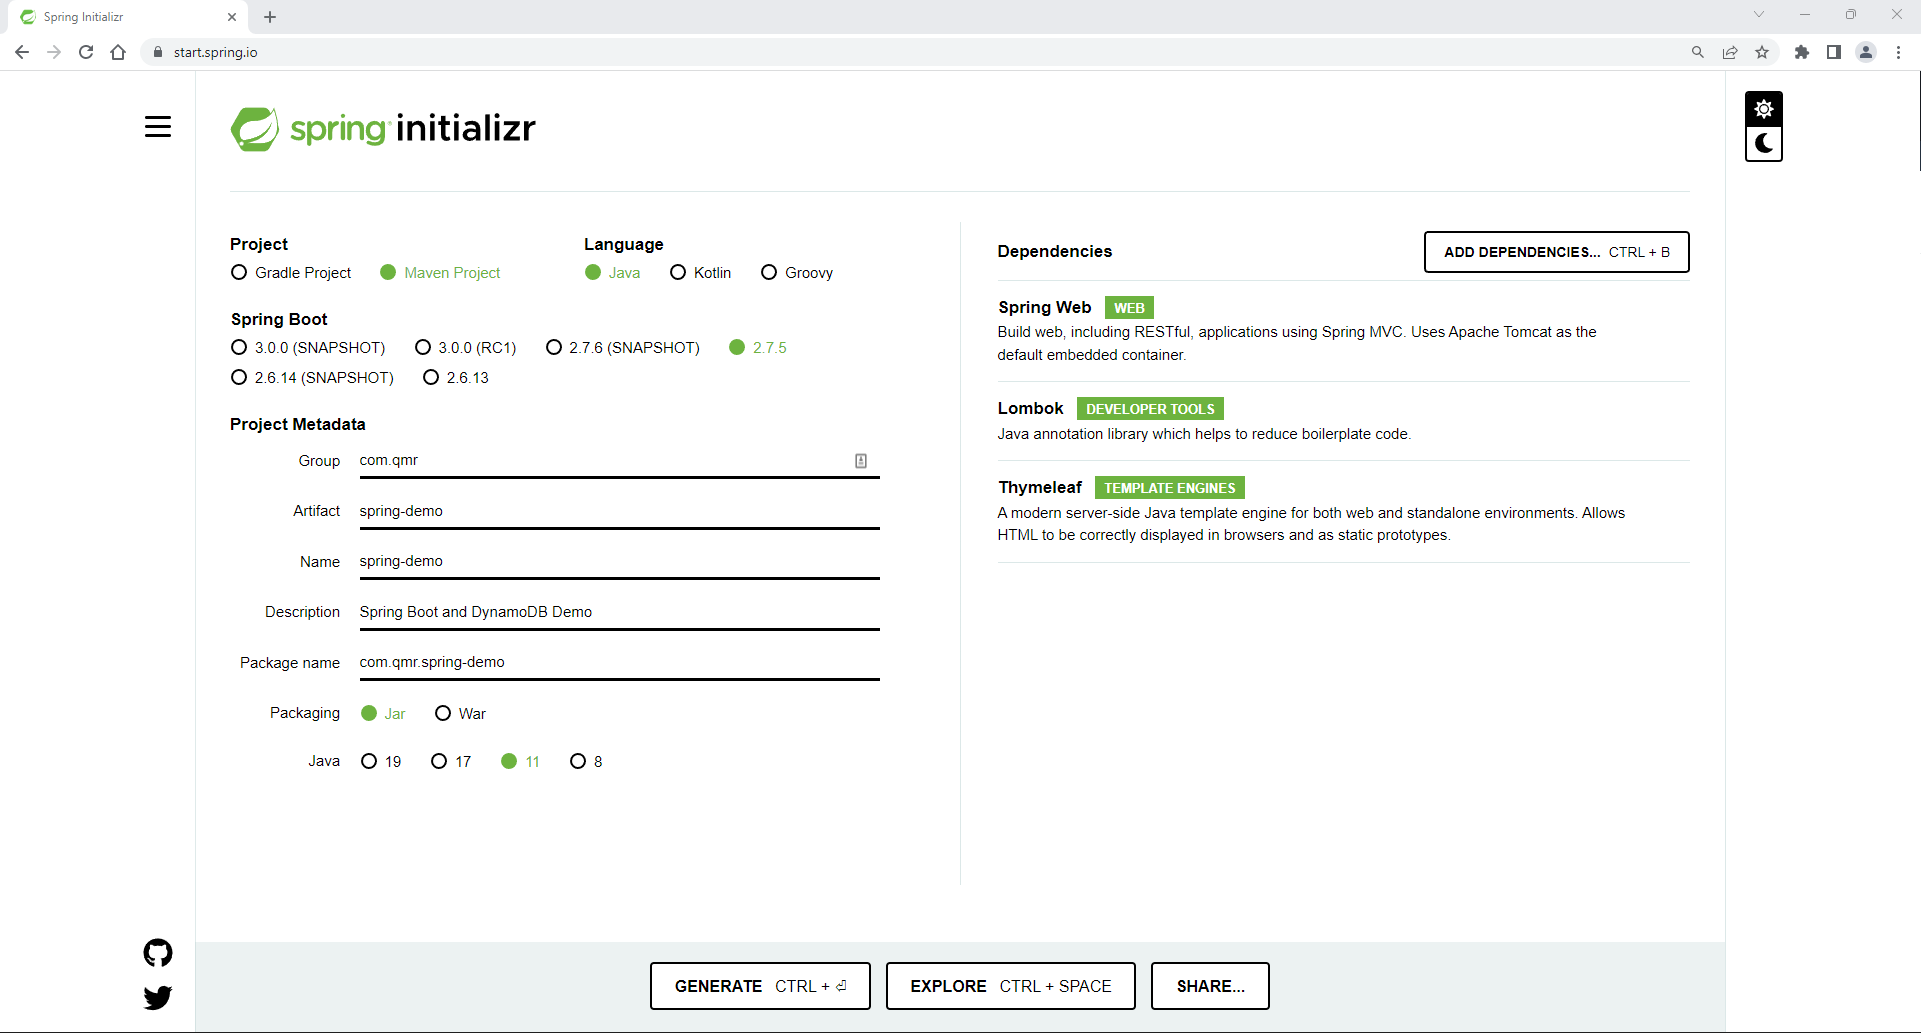 Spring Initializr
start.spring.io
spring initializr
Project
Gradle Project Maven Project
Language
Java Kotlin Groovy
Spring Boot
3.0.0 (SNAPSHOT) 3.0.0 (RC1) 2.7.6 (SNAPSHOT) 2.7.5
2.6.14 (SNAPSHOT) 2.6.13
Project Metadata
Group com.qmr
Artifact spring-demo
Name spring-demo
Description Spring Boot and DynamoDB Demo
Package name com.qmr.spring-demo
Packaging Jar War
Java 19 17 11 8
Dependencies
ADD DEPENDENCIES... CTRL + B
Spring Web WEB
Build web, including RESTful, applications using Spring MVC. Uses Apache Tomcat as the
default embedded container.
Lombok DEVELOPER TOOLS
Java annotation library which helps to reduce boilerplate code.
Thymeleaf TEMPLATE ENGINES
A modern server-side Java template engine for both web and standalone environments. Allows
HTML to be correctly displayed in browsers and as static prototypes.
GENERATE CTRL + ⏎
EXPLORE CTRL + SPACE
SHARE...